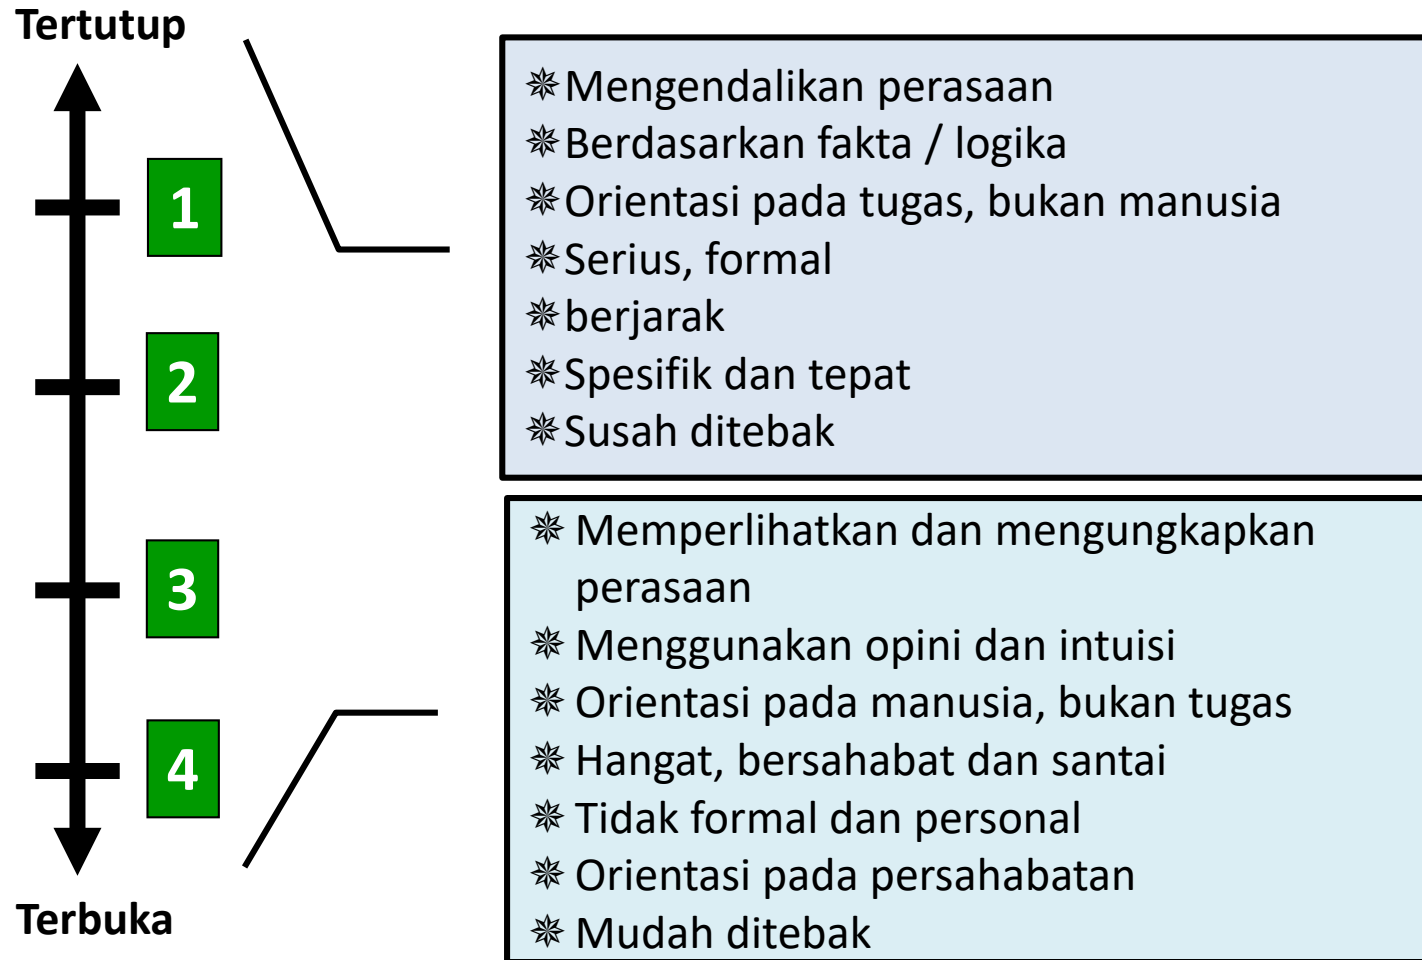 Tertutup
1
2
3
4
Terbuka
❋Mengendalikan perasaan
❋Berdasarkan fakta / logika
❋Orientasi pada tugas, bukan manusia
❋Serius, formal
❋berjarak
❋Spesifik dan tepat
❋Susah ditebak
❋ Memperlihatkan dan mengungkapkan
perasaan
❋ Menggunakan opini dan intuisi
❋ Orientasi pada manusia, bukan tugas
❋ Hangat, bersahabat dan santai
❋ Tidak formal dan personal
❋ Orientasi pada persahabatan
❋ Mudah ditebak